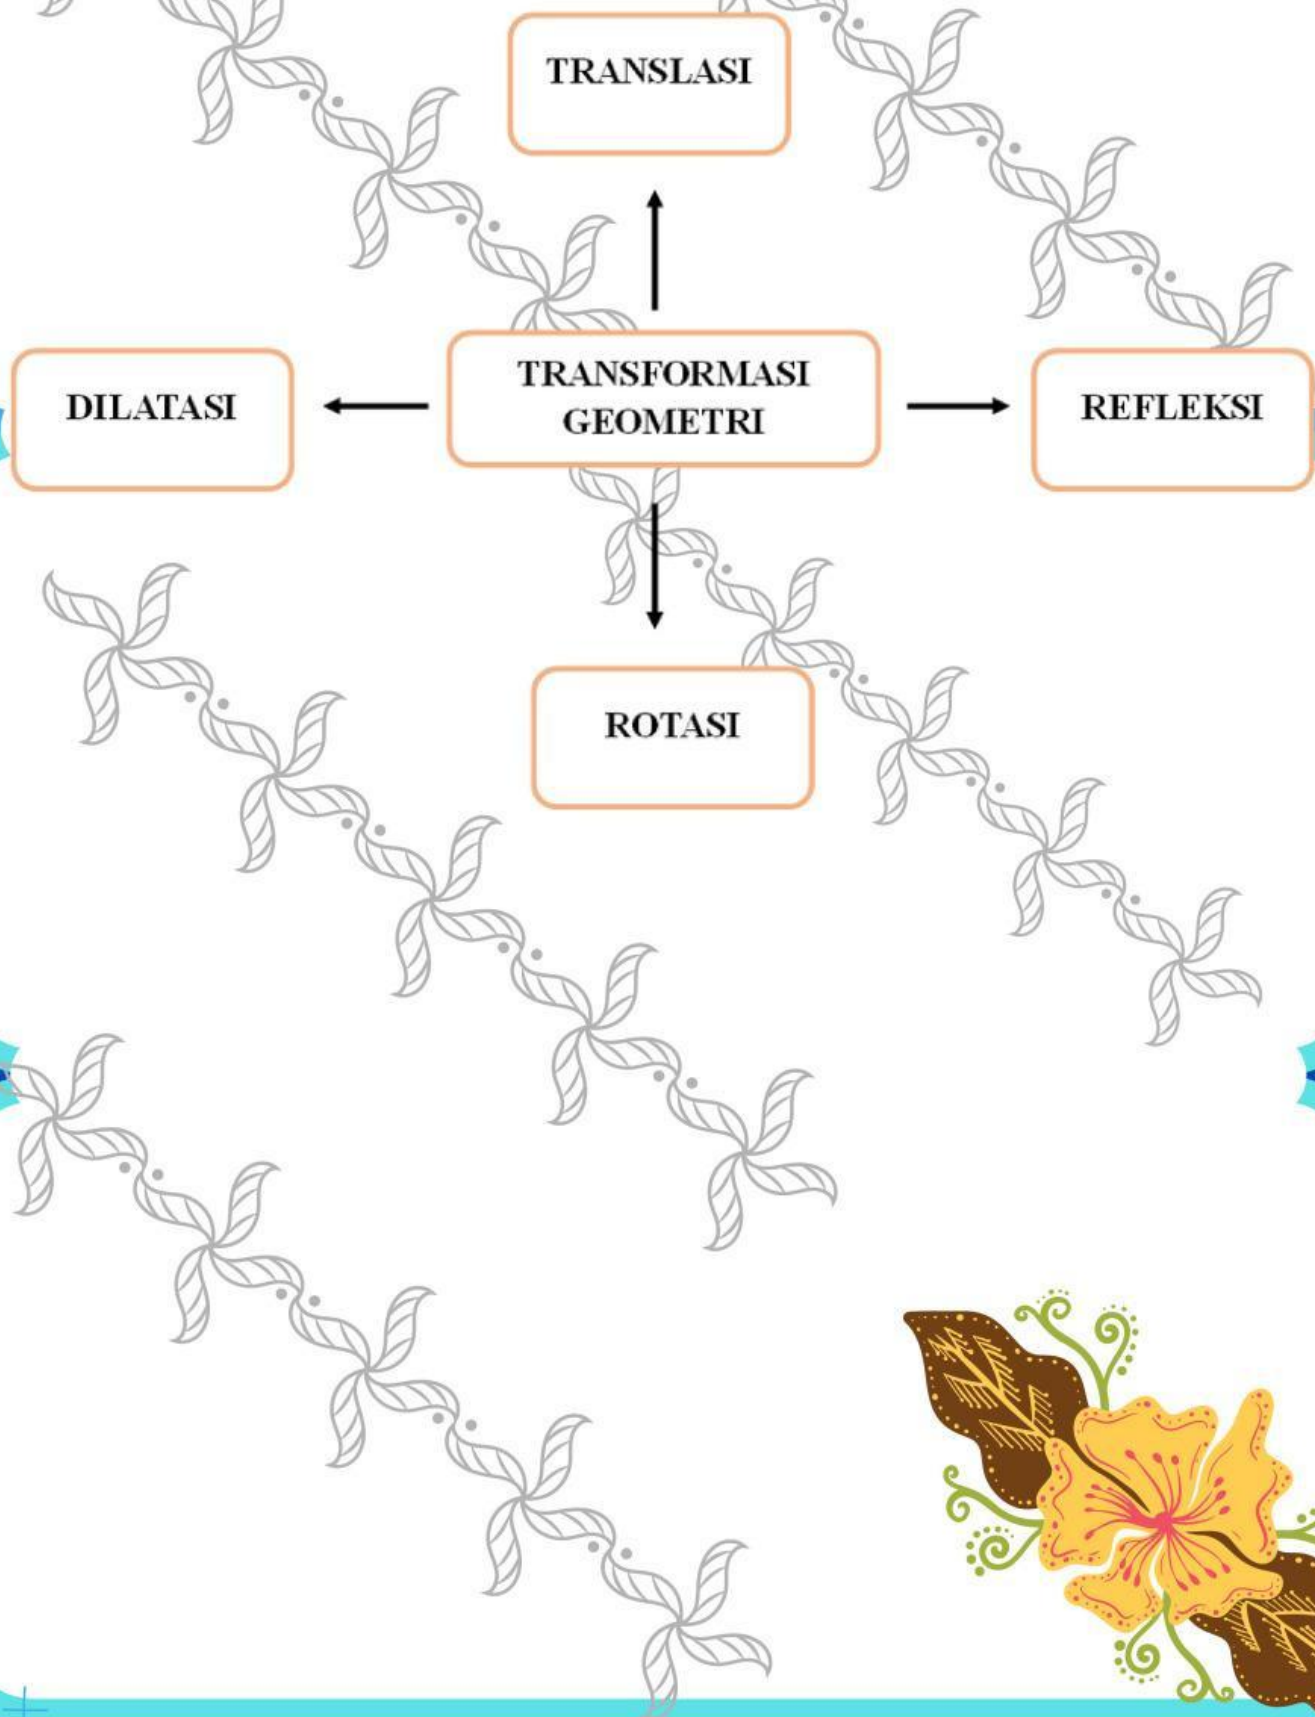 TRANSLASI
DILATASI
TRANSFORMASI
GEOMETRI
REFLEKSI
ROTASI